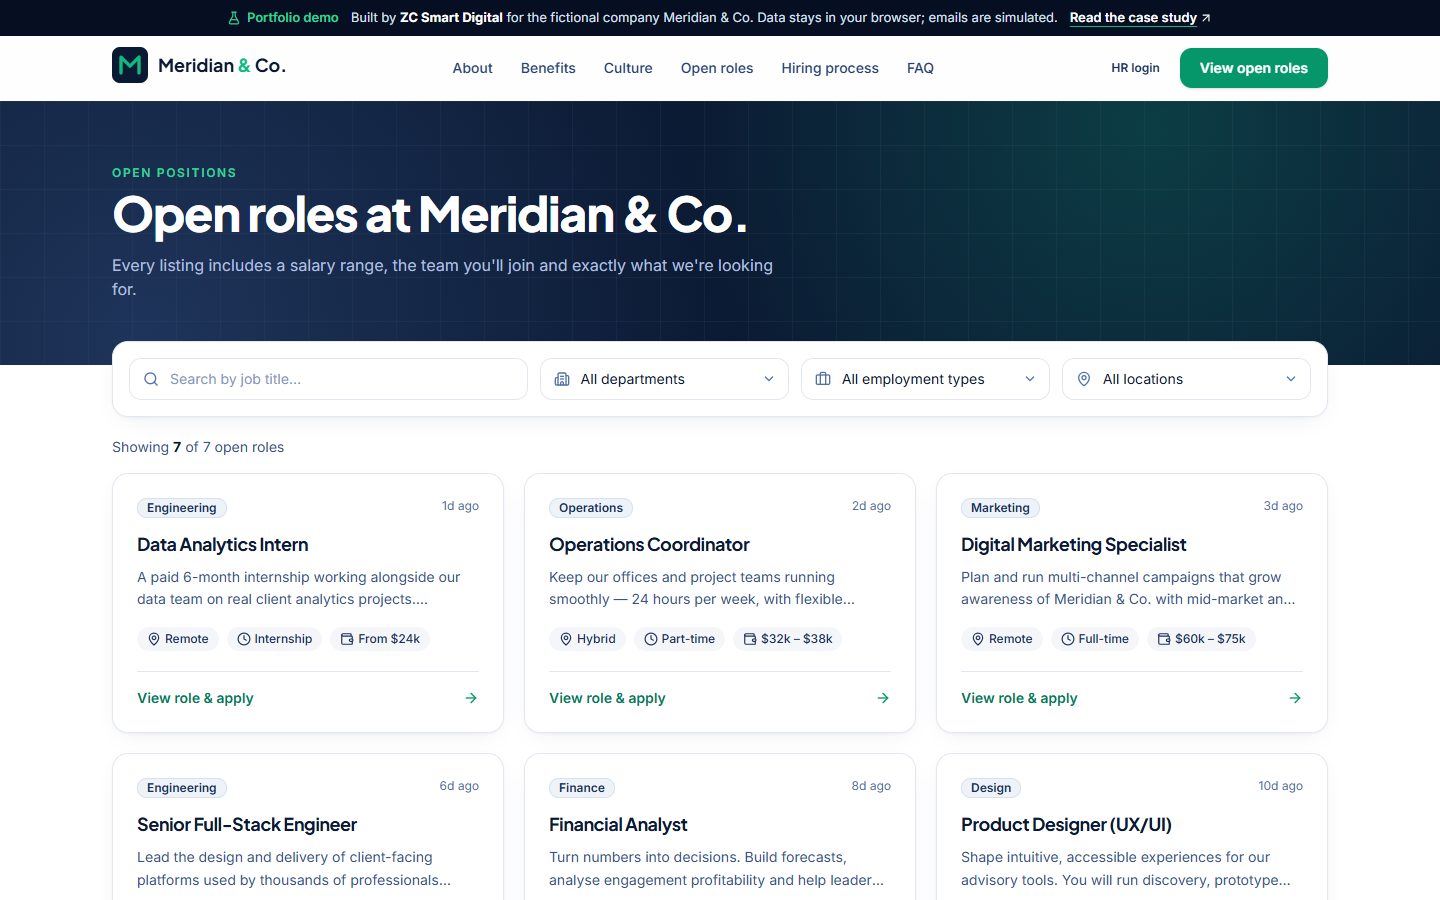 Portfolio demo Built by ZC Smart Digital for the fictional company Meridian & Co. Data stays in your browser; emails are simulated. Read the case study
Meridian & Co.
About Benefits Culture Open roles Hiring process FAQ
HR login View open roles
OPEN POSITIONS
Open roles at Meridian & Co.
Every listing includes a salary range, the team you'll join and exactly what we're looking
for.
Search by job title... All departments All employment types All locations
Showing 7 of 7 open roles
Engineering 1d ago
Data Analytics Intern
A paid 6-month internship working alongside our
data team on real client analytics projects....
Remote Internship From $24k
View role & apply
Operations 2d ago
Operations Coordinator
Keep our offices and project teams running
smoothly — 24 hours per week, with flexible...
Hybrid Part-time $32k – $38k
View role & apply
Marketing 3d ago
Digital Marketing Specialist
Plan and run multi-channel campaigns that grow
awareness of Meridian & Co. with mid-market an...
Remote Full-time $60k – $75k
View role & apply
Engineering 6d ago
Senior Full-Stack Engineer
Lead the design and delivery of client-facing
platforms used by thousands of professionals...
Finance 8d ago
Financial Analyst
Turn numbers into decisions. Build forecasts,
analyse engagement profitability and help leader...
Design 10d ago
Product Designer (UX/UI)
Shape intuitive, accessible experiences for our
advisory tools. You will run discovery, prototype...